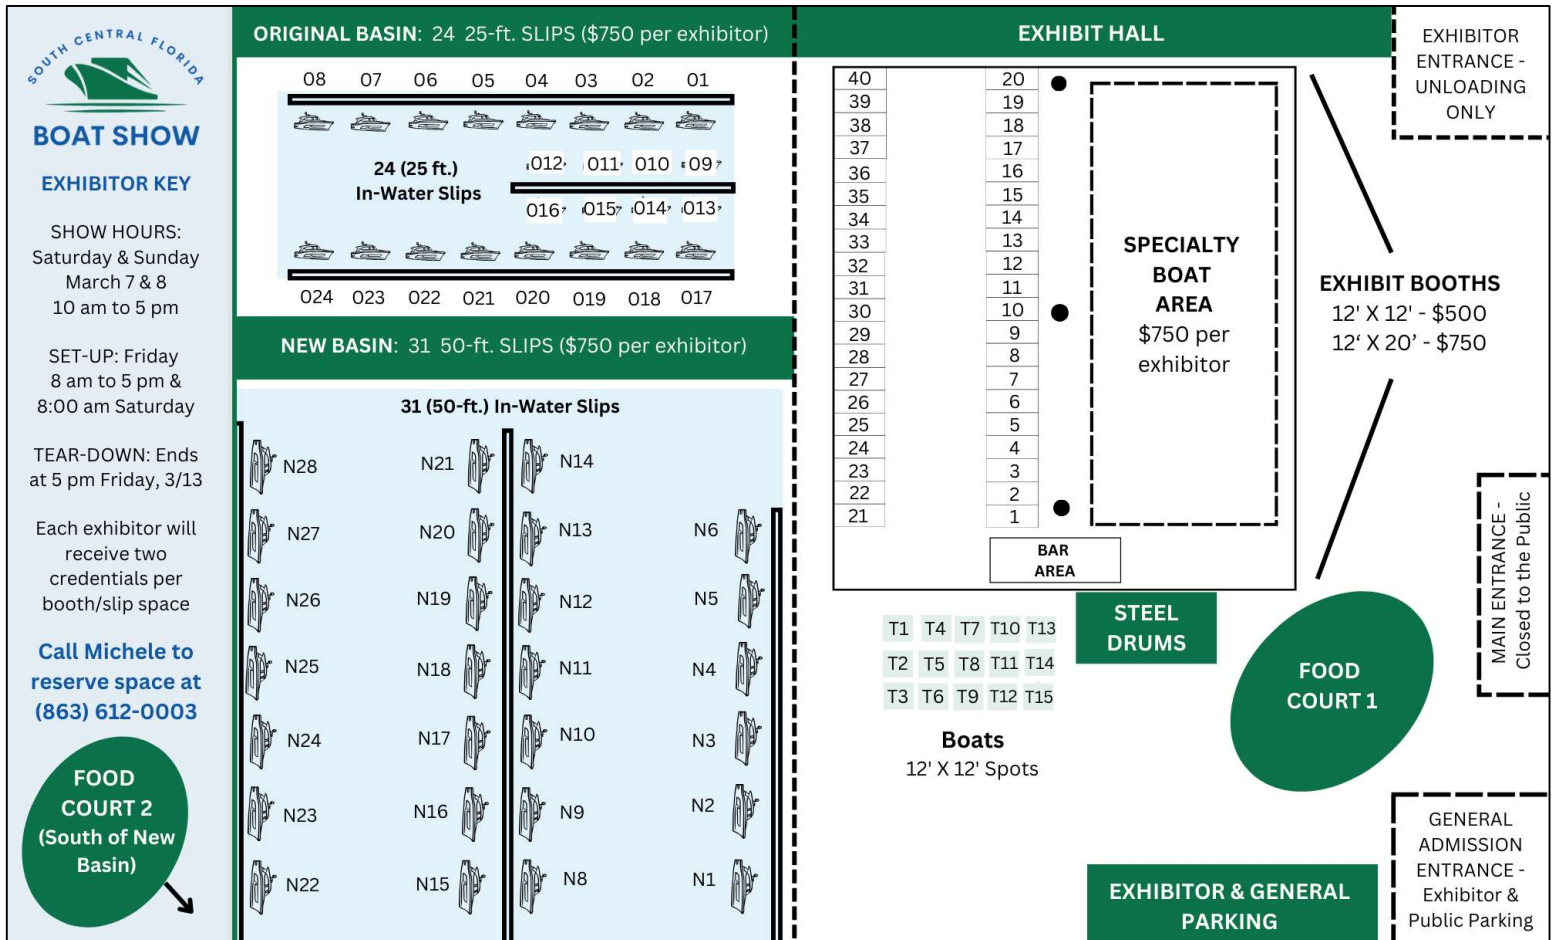 SOUTH CENTRAL FLORIDA
BOAT SHOW
EXHIBITOR KEY
SHOW HOURS:
Saturday & Sunday
March 7 & 8
10 am to 5 pm
SET-UP: Friday
8 am to 5 pm &
8:00 am Saturday
TEAR-DOWN: Ends
at 5 pm Friday, 3/13
Each exhibitor will
receive two
credentials per
booth/slip space
Call Michele to
reserve space at
(863) 612-0003
FOOD
COURT 2
(South of New
Basin)
ORIGINAL BASIN: 24 25-ft. SLIPS ($750 per exhibitor)
08 07 06 05 04 03 02 01
24 (25 ft.)
In-Water Slips
012 011 010 09
016 015 014 013
024 023 022 021 020 019 018 017
NEW BASIN: 31 50-ft. SLIPS ($750 per exhibitor)
31 (50-ft.) In-Water Slips
N28 N21 N14
N27 N20 N13 N6
N26 N19 N12 N5
N25 N18 N11 N4
N24 N17 N10 N3
N23 N16 N9 N2
N22 N15 N8 N1
EXHIBIT HALL
40 20
39 19
38 18
37 17
36 16
35 15
34 14
33 13
32 12
31 11
30 10
29 9
28 8
27 7
26 6
25 5
24 4
23 3
22 2
21 1
SPECIALTY
BOAT
AREA
$750 per
exhibitor
BAR
AREA
EXHIBIT BOOTHS
12' X 12' - $500
12‘ X 20’ - $750
EXHIBITOR
ENTRANCE -
UNLOADING
ONLY
MAIN ENTRANCE -
Closed to the Public
STEEL
DRUMS
T1 T4 T7 T10 T13
T2 T5 T8 T11 T14
T3 T6 T9 T12 T15
Boats
12' X 12' Spots
FOOD
COURT 1
EXHIBITOR & GENERAL
PARKING
GENERAL
ADMISSION
ENTRANCE -
Exhibitor &
Public Parking